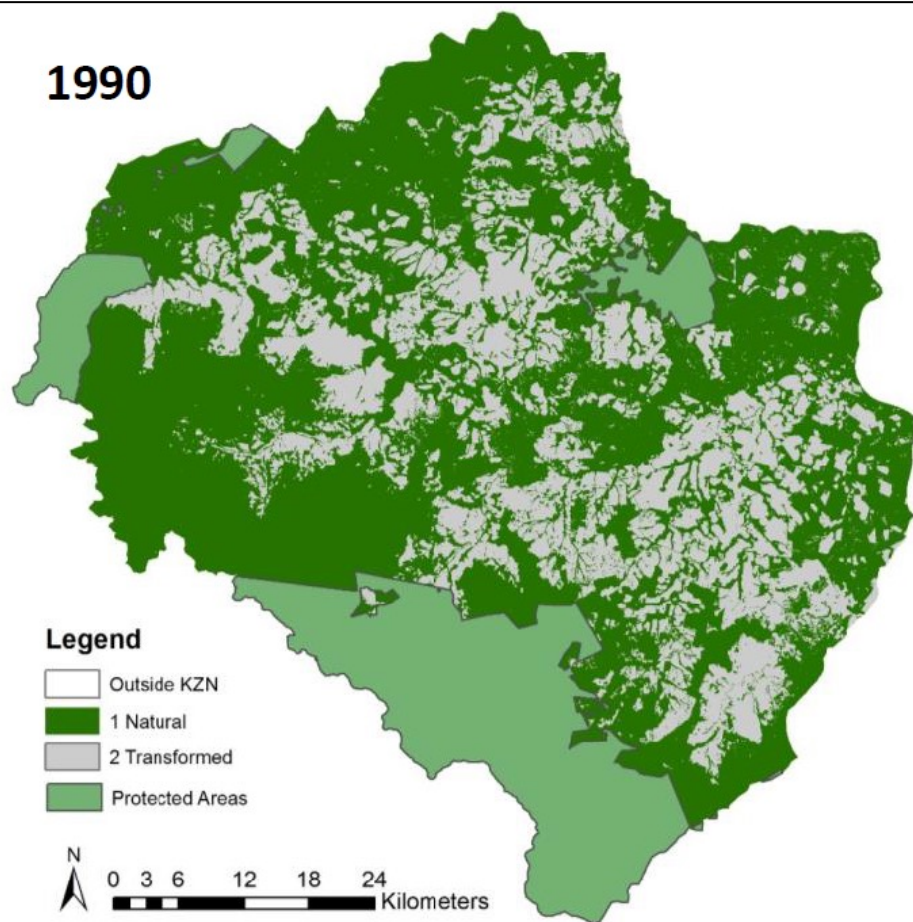 1990
Legend
Outside KZN
1 Natural
2 Transformed
Protected Areas
N
0 3 6 12 18 24
Kilometers